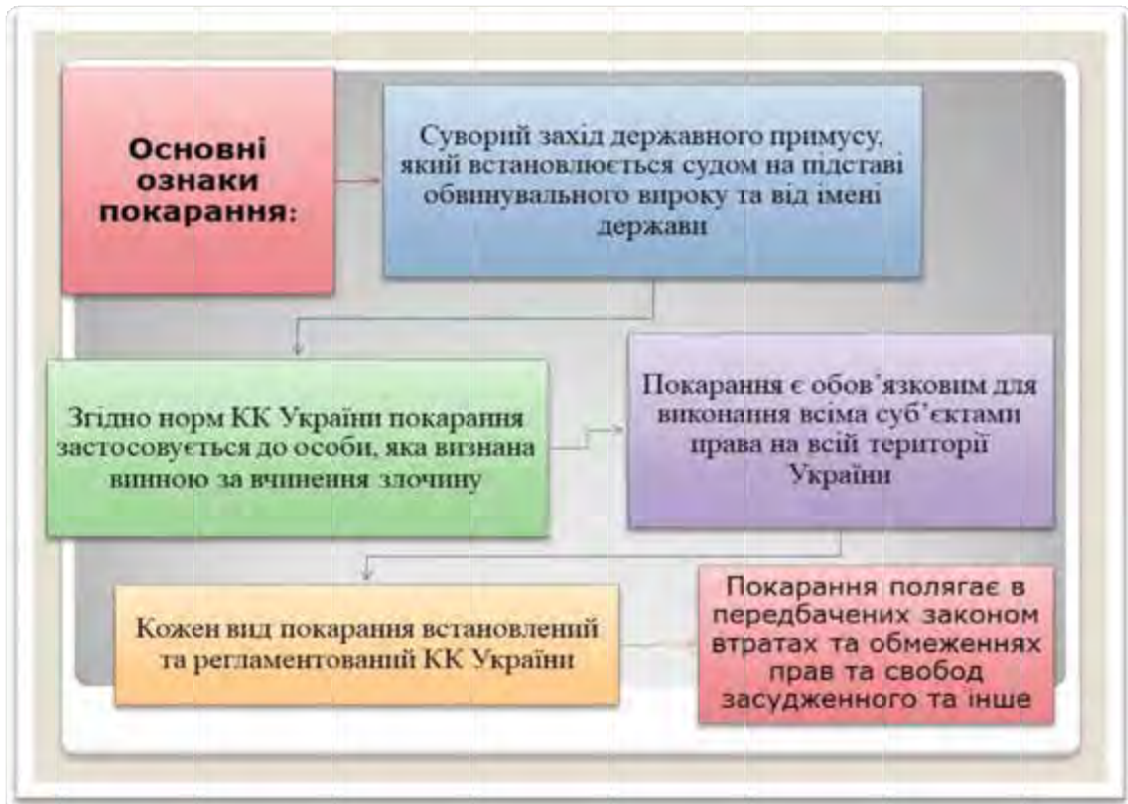 Основні
ознаки
покарання:
Суворий захід державного примусу,
який встановлюється судом на підставі
обвинувального вироку та від імені
держави
Згідно норм КК України покарання
застосовується до особи, яка визнана
винною за вчинення злочину
Покарання є обов’язковим для
виконання всіма суб’єктами
права на всій території
України
Кожен вид покарання встановлений
та регламентований КК України
Покарання полягає в
передбачених законом
втратах та обмеженнях
прав та свобод
засудженного та інше